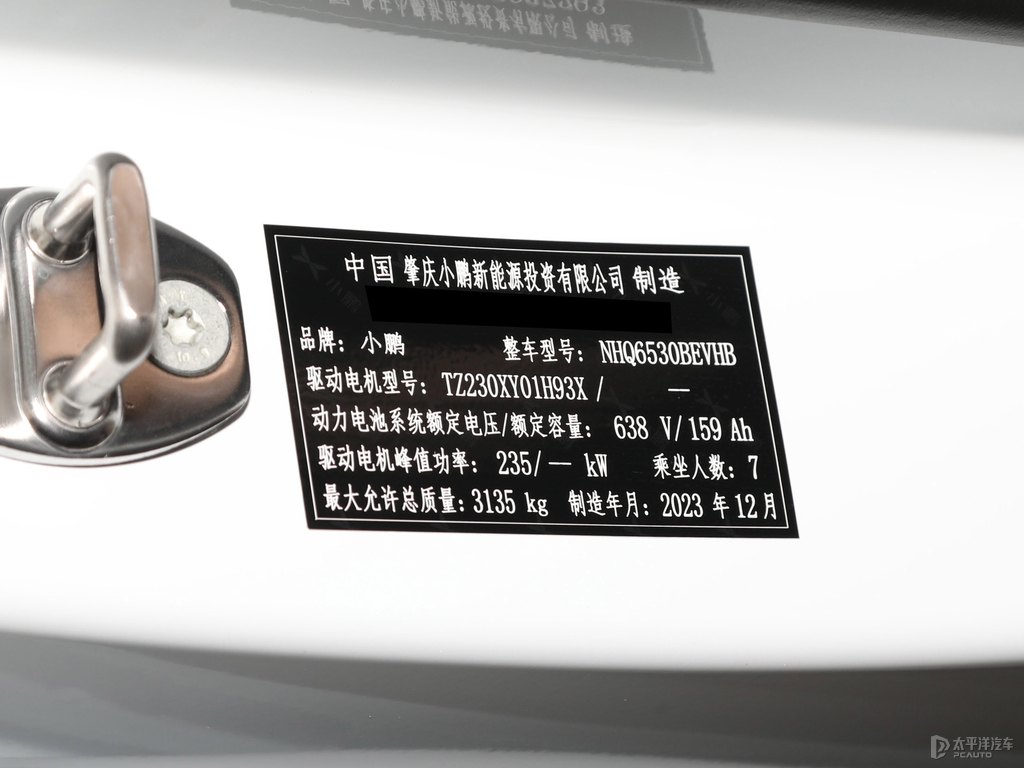 中国 肇庆小鹏新能源投资有限公司 制造
品牌: 小鹏 整车型号: NHQ6530BEVHB
驱动电机型号: TZ230XY01H93X / —
动力电池系统额定电压/额定容量: 638 V/ 159 Ah
驱动电机峰值功率: 235/ — kW 乘坐人数: 7
最大允许总质量: 3135 kg 制造年月: 2023 年 12 月
太平洋汽车
PCAUTO